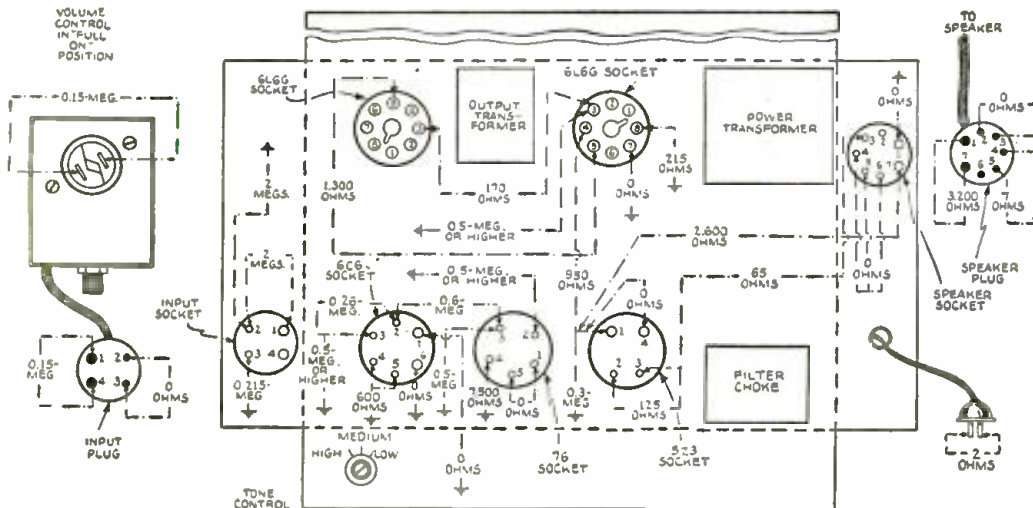 VOLUME
CONTROL
IN "FULL
ON"
POSITION
0.15-MEG.
INPUT
SOCKET
0.15-
MEG
1
2
4
3
0
OHMS
INPUT
PLUG
6L6G
SOCKET
OUTPUT
TRANS-
FORMER
6L6G SOCKET
POWER
TRANSFORMER
TO
SPEAKER
0
OHMS
0
OHMS
215
OHMS
0
OHMS
170
OHMS
1,300
OHMS
2
MEGS.
2
MEGS.
0.5-MEG.
OR HIGHER
2,600
OHMS
3,200
OHMS
7
OHMS
SPEAKER
PLUG
SPEAKER
SOCKET
0
OHMS
6C6
SOCKET
0.5-MEG.
OR HIGHER
950
OHMS
65
OHMS
0
OHMS
0.6-
MEG.
0.5-
MEG.
OR
HIGHER
0.215-
MEG
600
OHMS
0
OHMS
0.5-
MEG
7,500
OHMS
0-
OHMS
0.3-
MEG
125
OHMS
FILTER
CHOKE
2
OHMS
0
OHMS
76
SOCKET
5Z3
SOCKET
MEDIUM
HIGH
LOW
TONE
CONTROL